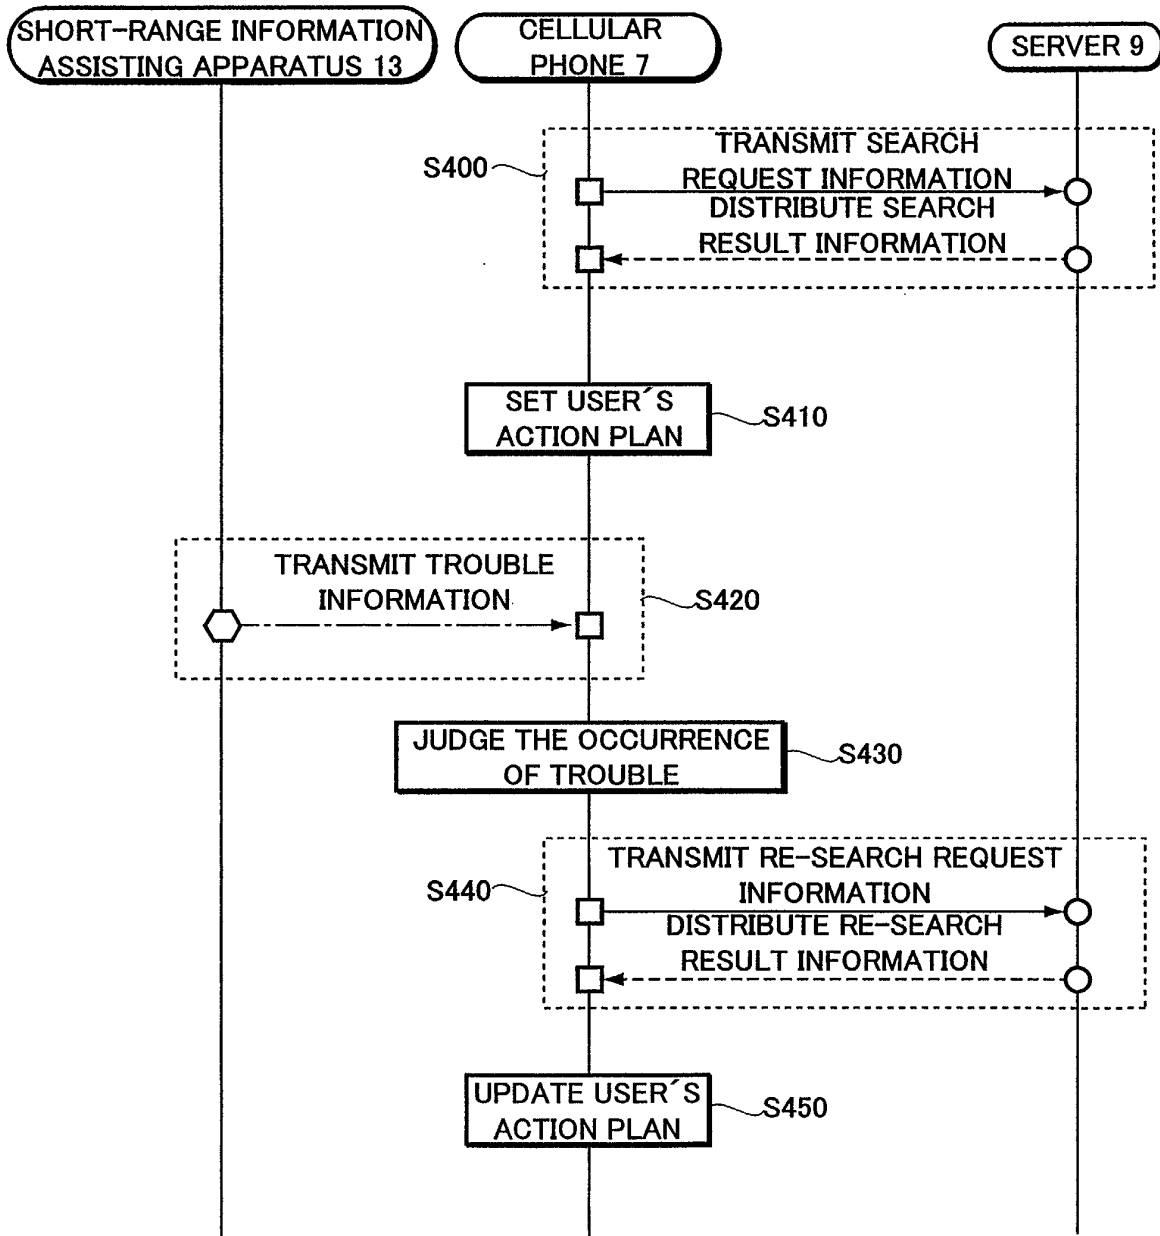 SHORT-RANGE INFORMATION
ASSISTING APPARATUS 13
CELLULAR
PHONE 7
SERVER 9
S400
TRANSMIT SEARCH
REQUEST INFORMATION
DISTRIBUTE SEARCH
RESULT INFORMATION
SET USER´S
ACTION PLAN
S410
TRANSMIT TROUBLE
INFORMATION
S420
JUDGE THE OCCURRENCE
OF TROUBLE
S430
S440
TRANSMIT RE-SEARCH REQUEST
INFORMATION
DISTRIBUTE RE-SEARCH
RESULT INFORMATION
UPDATE USER´S
ACTION PLAN
S450